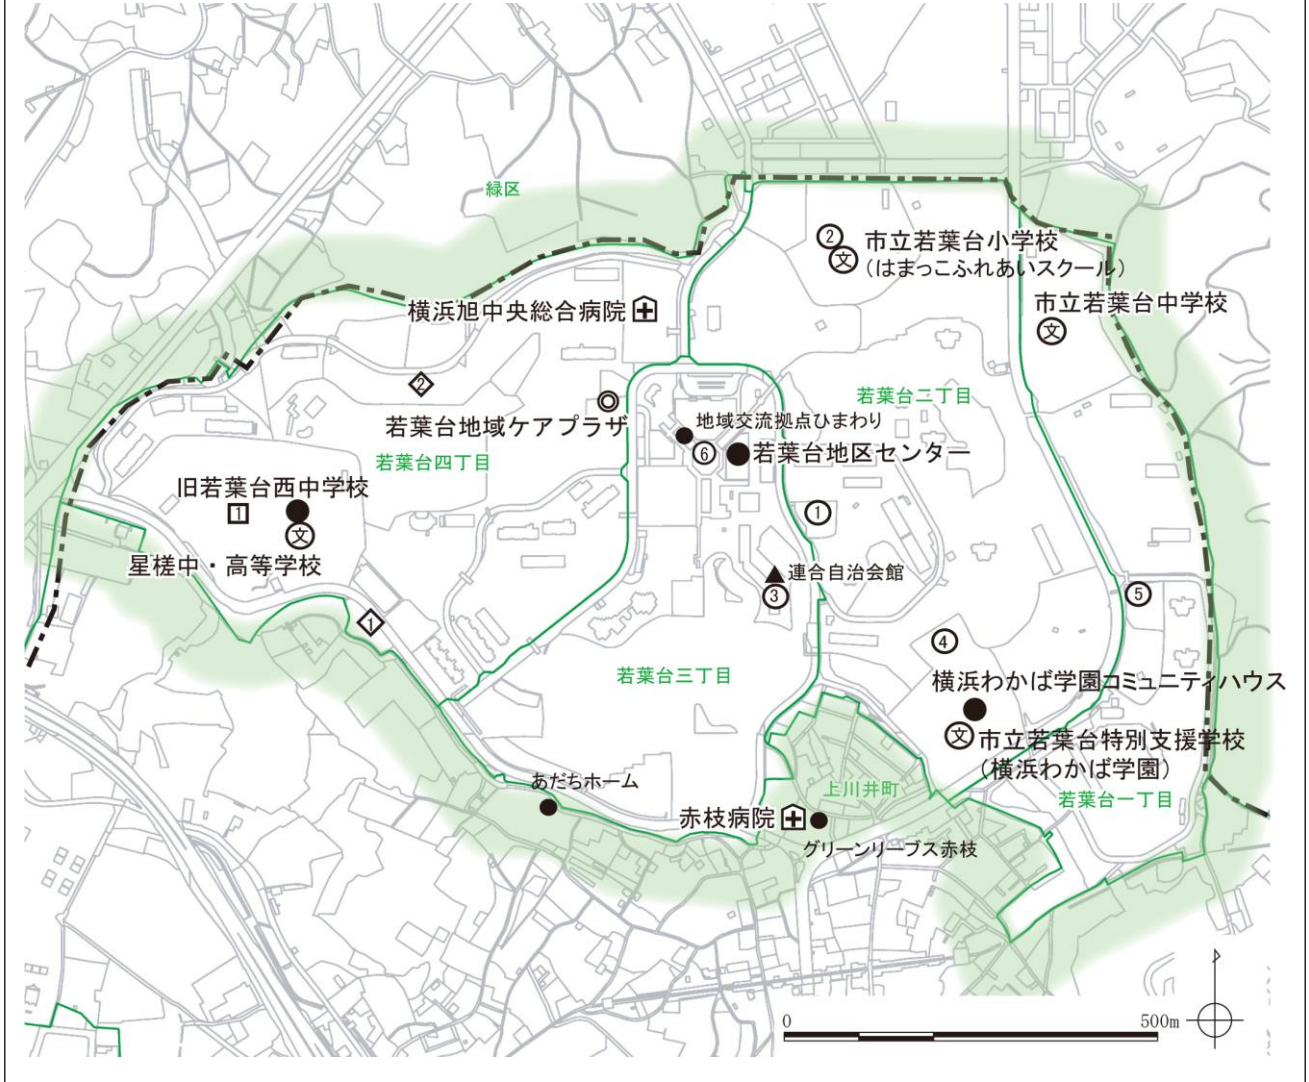 緑区
② 市立若葉台小学校
文 (はまっこふれあいスクール)
市立若葉台中学校
文
横浜旭中央総合病院
2
若葉台二丁目
若葉台地域ケアプラザ
地域交流拠点ひまわり
⑥ 若葉台地区センター
若葉台四丁目
旧若葉台西中学校
1
文
①
星槎中・高等学校
連合自治会館
③
⑤
1
④
若葉台三丁目
横浜わかば学園コミュニティハウス
文 市立若葉台特別支援学校
(横浜わかば学園)
あだちホーム
上川井町
若葉台一丁目
赤枝病院
グリーンリーブス赤枝
0 500m